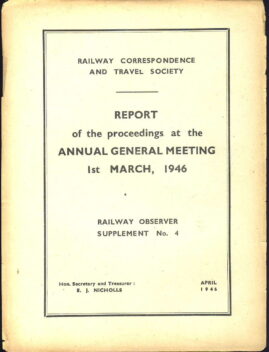 RAILWAY CORRESPONDENCE
AND TRAVEL SOCIETY
REPORT
of the proceedings at the
ANNUAL GENERAL MEETING
1st MARCH, 1946
RAILWAY OBSERVER
SUPPLEMENT No. 4
Hon. Secretary and Treasurer :
E. J. NICHOLLS
APRIL
1946